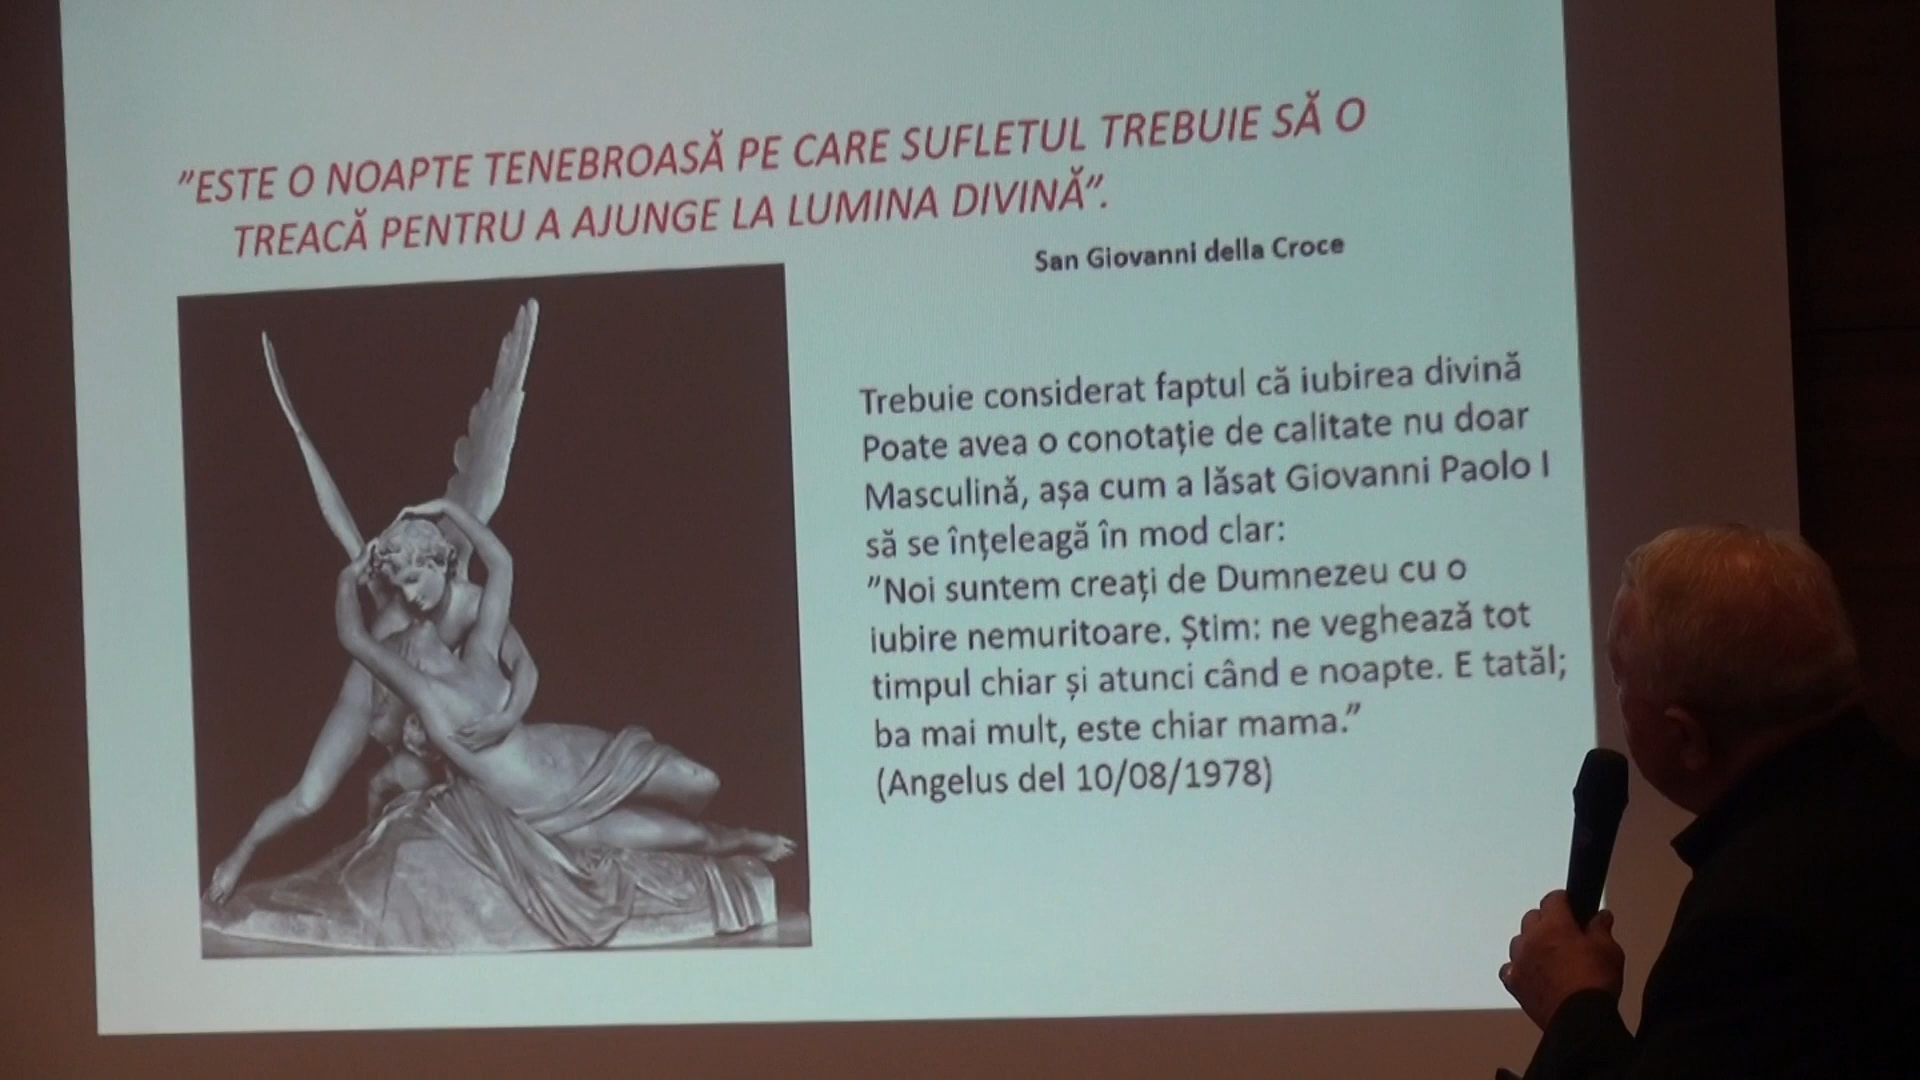 ”ESTE O NOAPTE TENEBROASĂ PE CARE SUFLETUL TREBUIE SĂ O
TREACĂ PENTRU A AJUNGE LA LUMINA DIVINĂ”.
San Giovanni della Croce
Trebuie considerat faptul că iubirea divină
Poate avea o conotație de calitate nu doar
Masculină, așa cum a lăsat Giovanni Paolo I
să se înțeleagă în mod clar:
”Noi suntem creați de Dumnezeu cu o
iubire nemuritoare. Știm: ne veghează tot
timpul chiar și atunci când e noapte. E tatăl;
ba mai mult, este chiar mama.”
(Angelus del 10/08/1978)